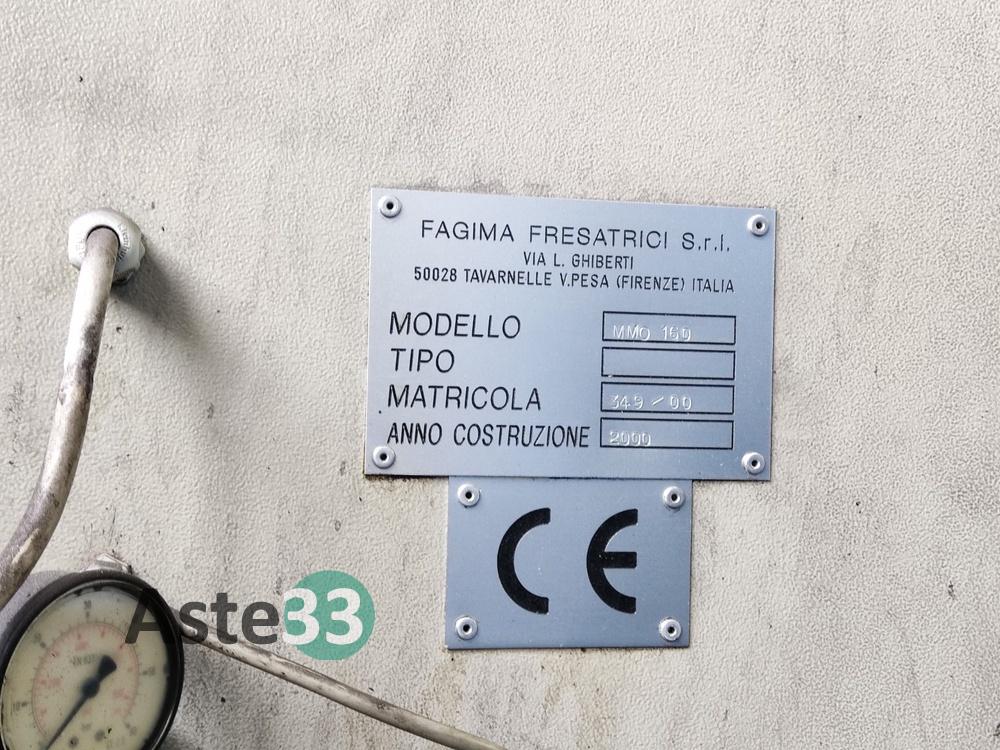 FAGIMA FRESATRICI S.r.l.
VIA L. GHIBERTI
50028 TAVARNELLE V.PESA (FIRENZE) ITALIA
MODELLO MMO 160
TIPO
MATRICOLA 349/00
ANNO COSTRUZIONE 2000
CE
Aste33